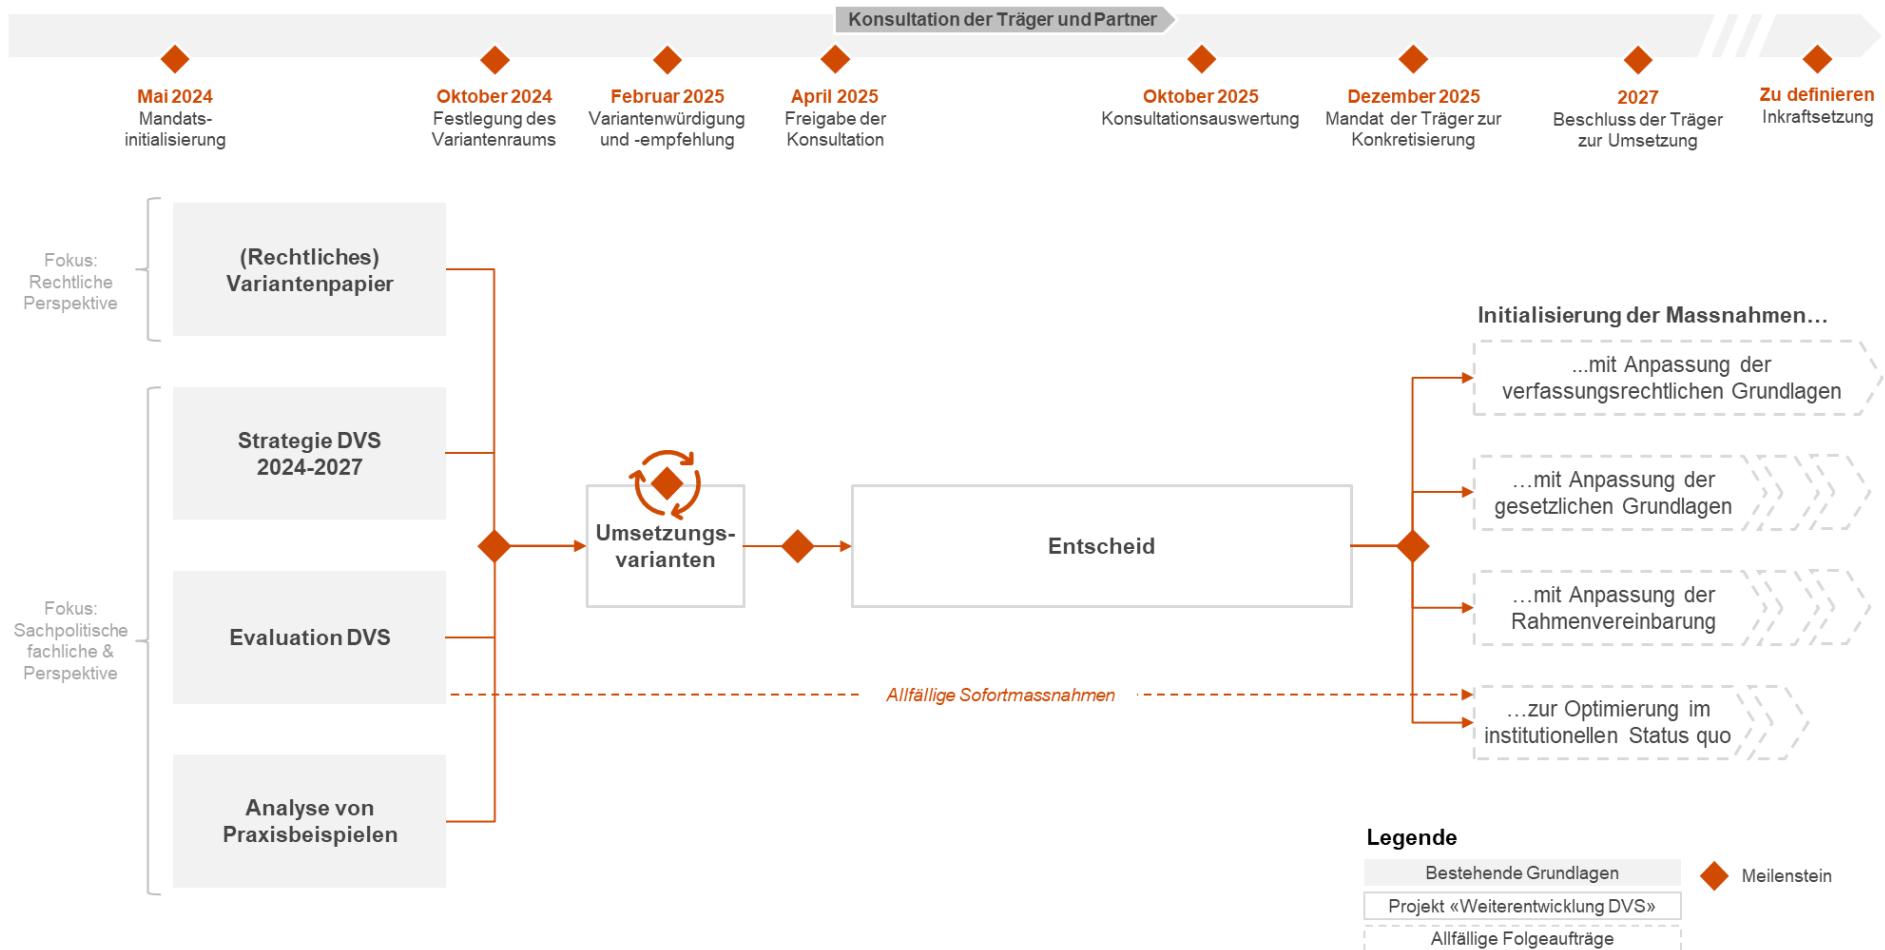 Konsultation der Träger und Partner
Mai 2024
Mandats-
initialisierung
Oktober 2024
Festlegung des
Variantenraums
Februar 2025
Variantenwürdigung
und -empfehlung
April 2025
Freigabe der
Konsultation
Oktober 2025
Konsultationsauswertung
Dezember 2025
Mandat der Träger zur
Konkretisierung
2027
Beschluss der Träger
zur Umsetzung
Zu definieren
Inkraftsetzung
Fokus:
Rechtliche
Perspektive
(Rechtliches)
Variantenpapier
Strategie DVS
2024-2027
Fokus:
Sachpolitische
fachliche &
Perspektive
Evaluation DVS
Analyse von
Praxisbeispielen
Umsetzungs-
varianten
Entscheid
Allfällige Sofortmassnahmen
Initialisierung der Massnahmen…
...mit Anpassung der
verfassungsrechtlichen Grundlagen
…mit Anpassung der
gesetzlichen Grundlagen
…mit Anpassung der
Rahmenvereinbarung
…zur Optimierung im
institutionellen Status quo
Legende
Bestehende Grundlagen
Projekt «Weiterentwicklung DVS»
Allfällige Folgeaufträge
Meilenstein